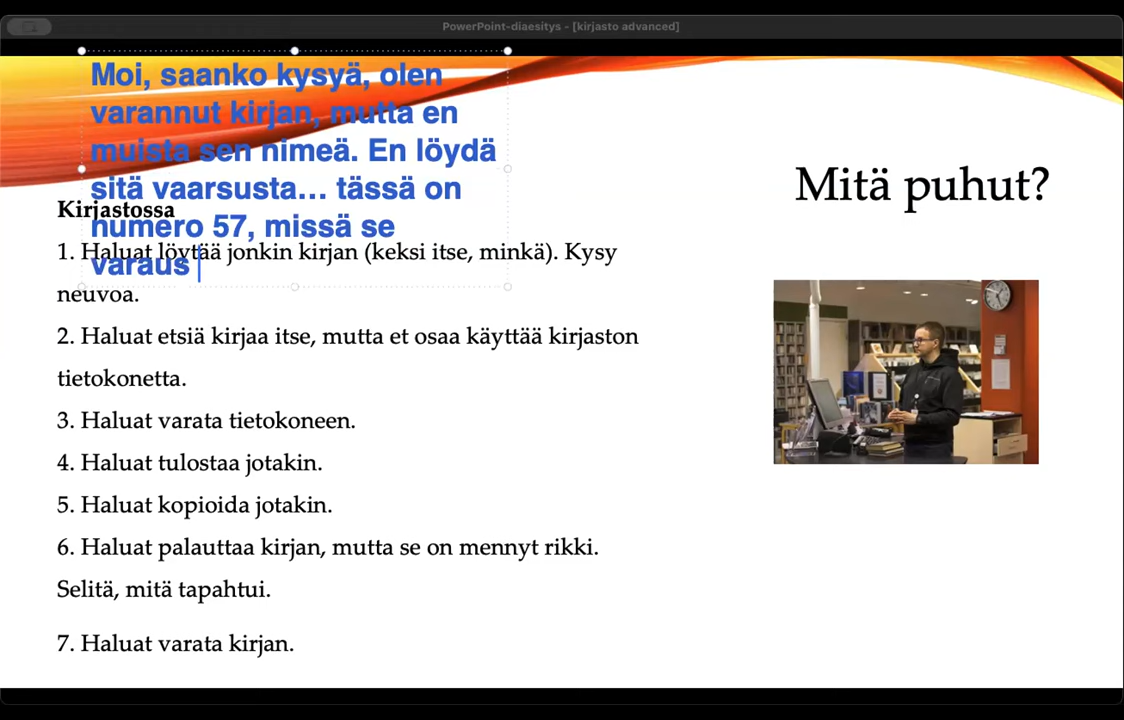 PowerPoint-diaesitys - [kirjasto advanced]
Moi, saanko kysyä, olen
varannut kirjan, mutta en
muista sen nimeä. En löydä
sitä vaarsusta... tässä on
numero 57, missä se
varaus
Mitä puhut?
Kirjastossa
1. Haluat löytää jonkin kirjan (keksi itse, minkä). Kysy
neuvoa.
2. Haluat etsiä kirjaa itse, mutta et osaa käyttää kirjaston
tietokonetta.
3. Haluat varata tietokoneen.
4. Haluat tulostaa jotakin.
5. Haluat kopioida jotakin.
6. Haluat palauttaa kirjan, mutta se on mennyt rikki.
Selitä, mitä tapahtui.
7. Haluat varata kirjan.